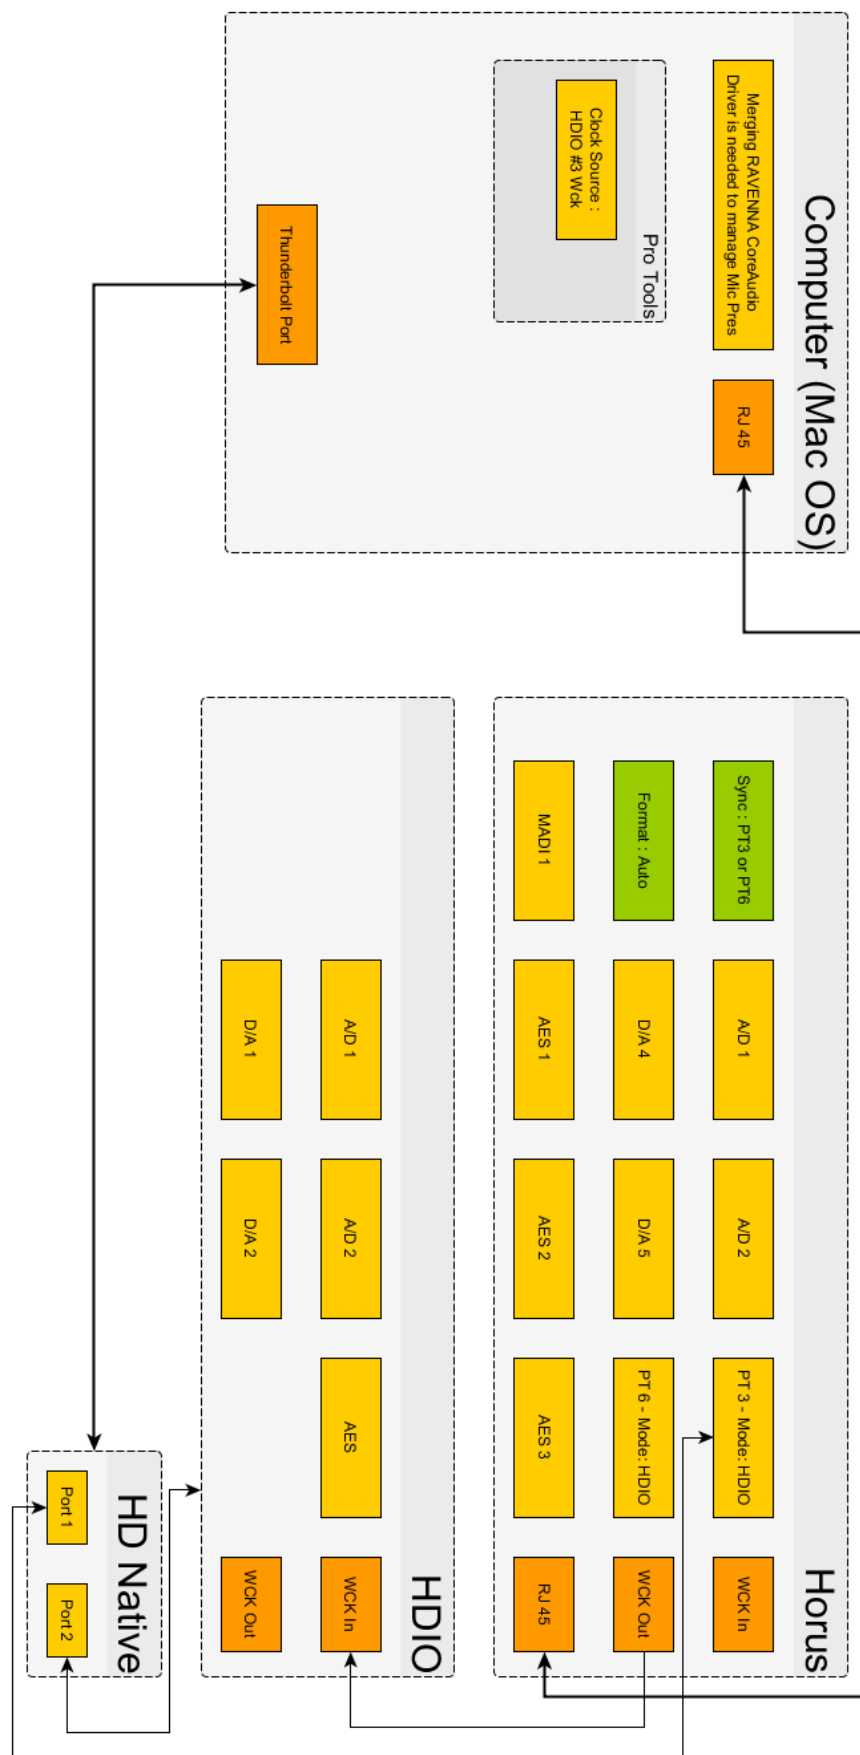 Computer (Mac OS)
Merging RAVENNA CoreAudio
Driver is needed to manage Mic Pres
RJ 45
Pro Tools
Clock Source :
HDIO #3 Wck
Thunderbolt Port
Horus
Sync : PT3 or PT6
A/D 1
A/D 2
PT 3 - Mode: HDIO
WCK In
Format : Auto
D/A 4
D/A 5
PT 6 - Mode: HDIO
WCK Out
MADI 1
AES 1
AES 2
AES 3
RJ 45
HDIO
A/D 1
A/D 2
AES
WCK In
D/A 1
D/A 2
WCK Out
HD Native
Port 1
Port 2